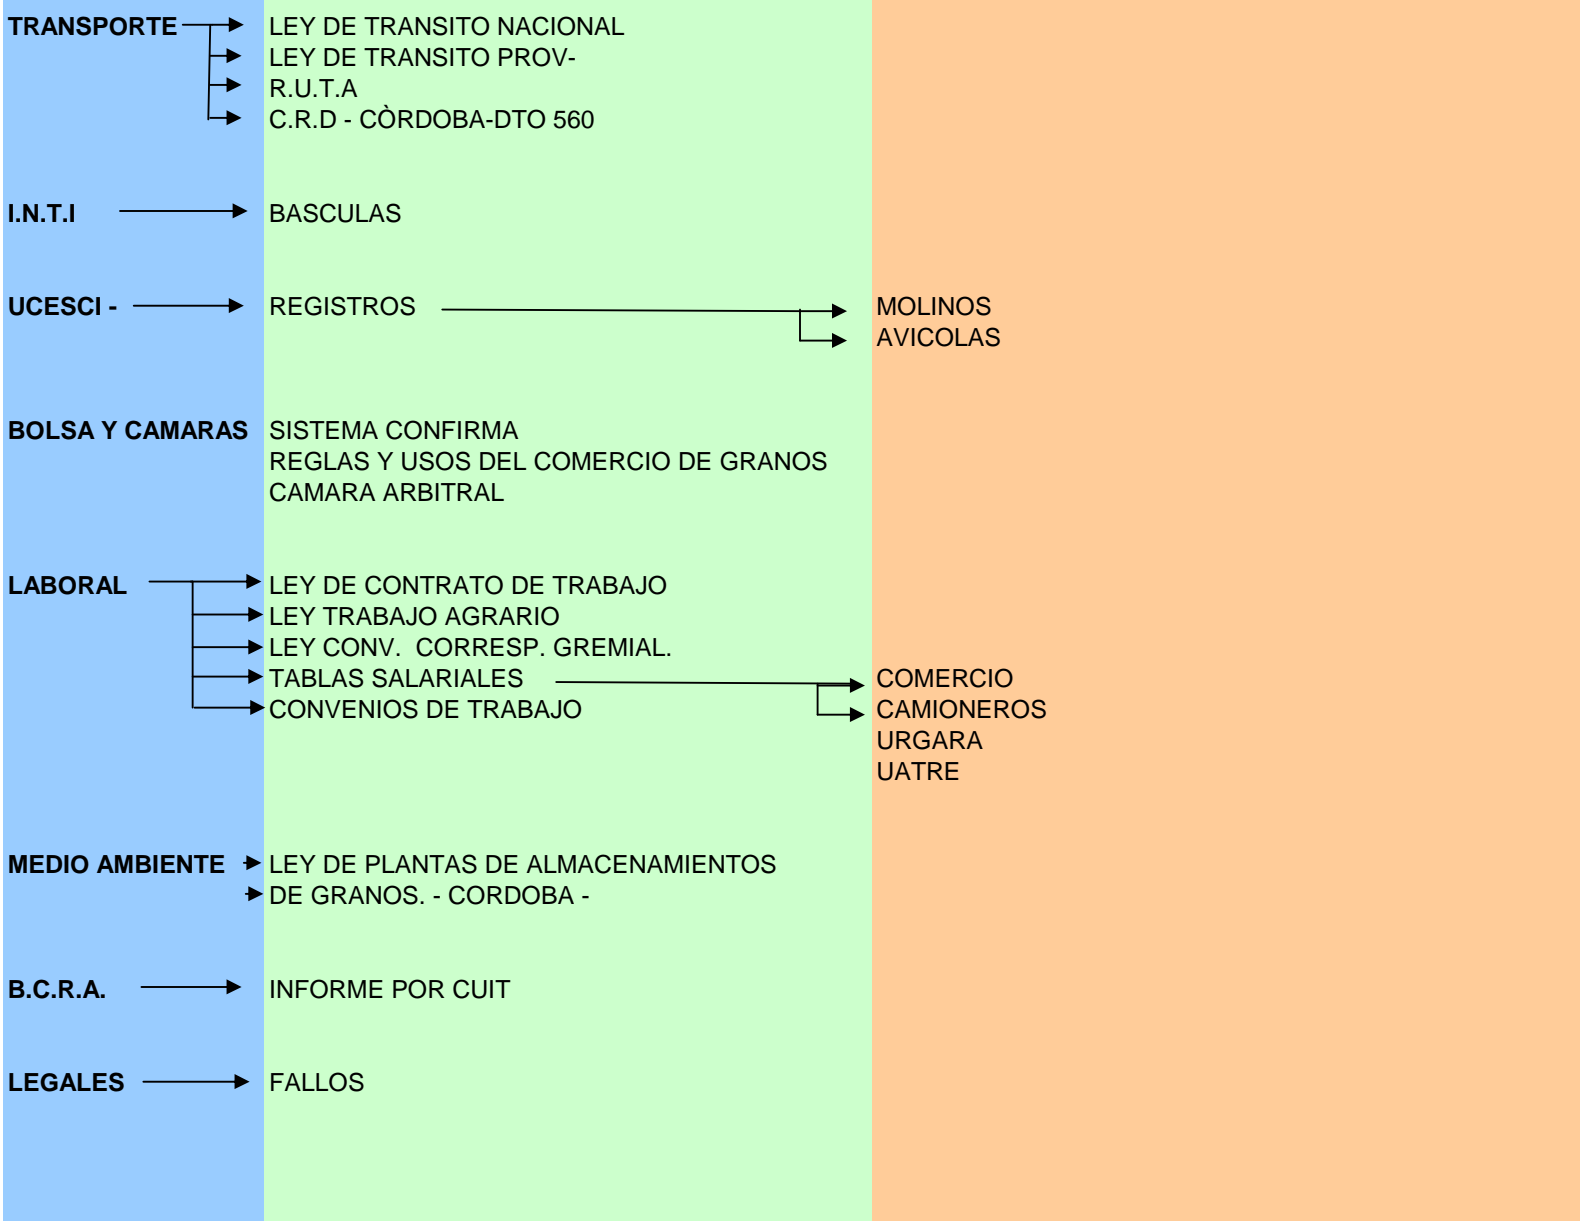 TRANSPORTE LEY DE TRANSITO NACIONAL
LEY DE TRANSITO PROV-
R.U.T.A
C.R.D - CÒRDOBA-DTO 560
I.N.T.I BASCULAS
UCESCI - REGISTROS MOLINOS
AVICOLAS
BOLSA Y CAMARAS SISTEMA CONFIRMA
REGLAS Y USOS DEL COMERCIO DE GRANOS
CAMARA ARBITRAL
LABORAL LEY DE CONTRATO DE TRABAJO
LEY TRABAJO AGRARIO
LEY CONV.  CORRESP. GREMIAL.
TABLAS SALARIALES COMERCIO
CONVENIOS DE TRABAJO CAMIONEROS
URGARA
UATRE
MEDIO AMBIENTE LEY DE PLANTAS DE ALMACENAMIENTOS
DE GRANOS. - CORDOBA -
B.C.R.A. INFORME POR CUIT
LEGALES FALLOS